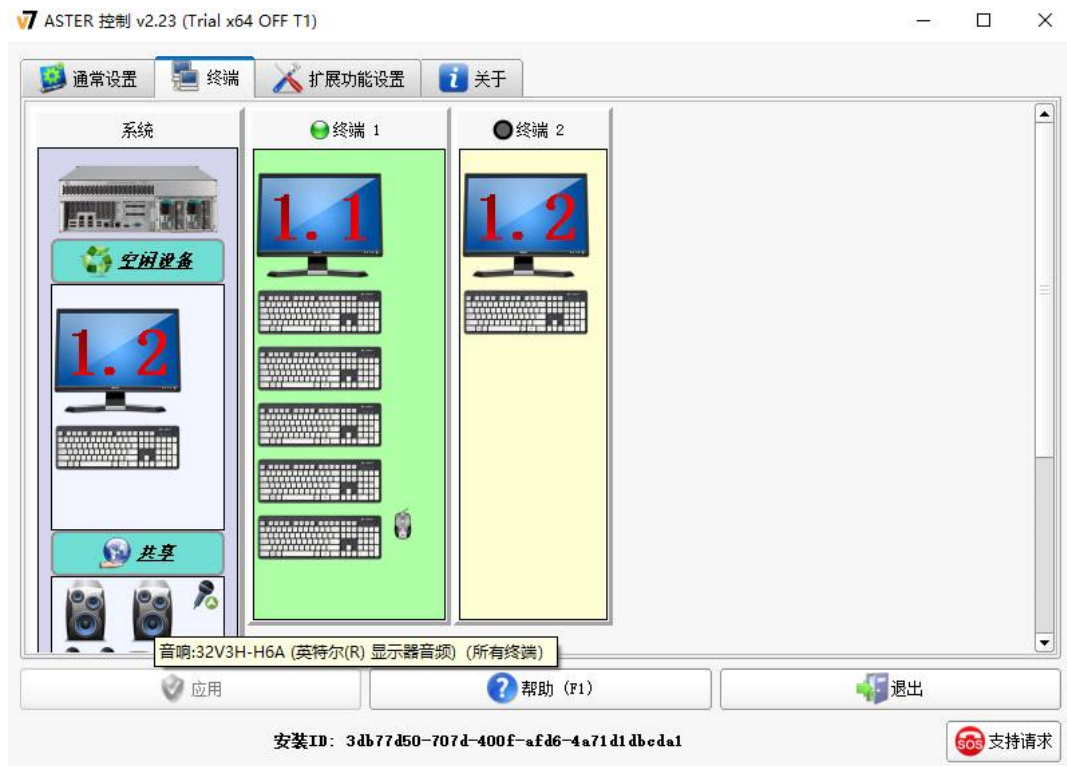 ASTER 控制 v2.23 (Trial x64 OFF T1)
通常设置 终端 扩展功能设置 关于
系统 终端 1 终端 2
1.1 1.2
空闲设备
1.2
共享
音响:32V3H-H6A (英特尔(R) 显示器音频) (所有终端)
应用 帮助 (F1) 退出
安装ID: 3db77d50-707d-400f-afd6-4a71d1dbcda1
SOS 支持请求